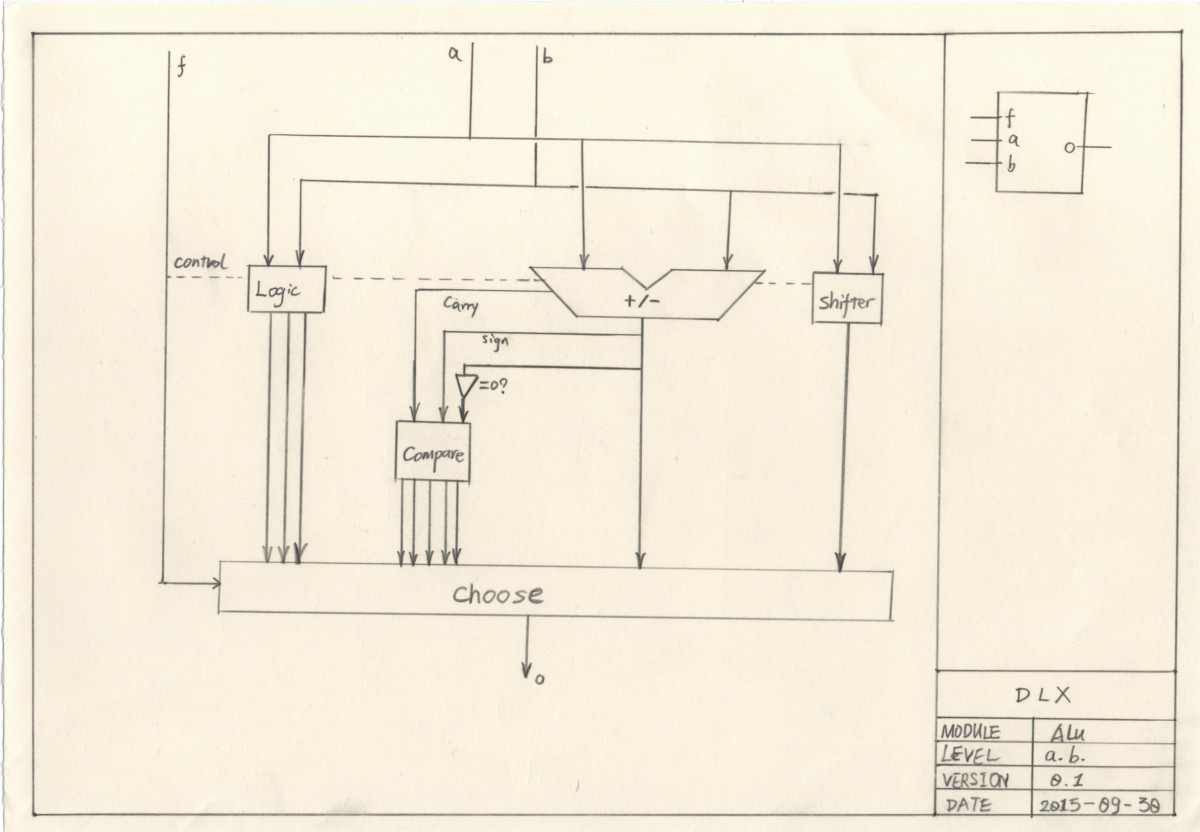 f
a
b
control
Logic
+/-
Shifter
Carry
sign
=0?
Compare
Choose
o
f
a
b
o
DLX
MODULE ALU
LEVEL a.b.
VERSION 0.1
DATE 2015-09-30